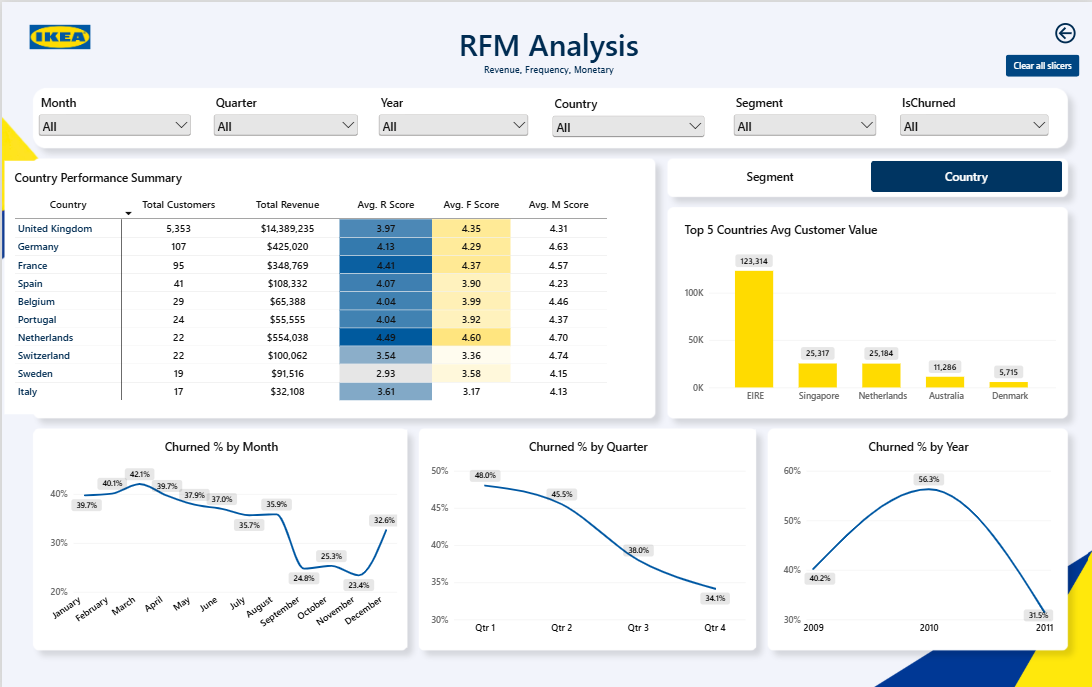 IKEA
RFM Analysis
Revenue, Frequency, Monetary
Clear all slicers
Month Quarter Year Country Segment IsChurned
All All All All All All
Country Performance Summary
Country Total Customers Total Revenue Avg. R Score Avg. F Score Avg. M Score
United Kingdom 5,353 $14,389,235 3.97 4.35 4.31
Germany 107 $425,020 4.13 4.29 4.63
France 95 $348,769 4.41 4.37 4.57
Spain 41 $108,332 4.07 3.90 4.23
Belgium 29 $65,388 4.04 3.99 4.46
Portugal 24 $55,555 4.04 3.92 4.37
Netherlands 22 $554,038 4.49 4.60 4.70
Switzerland 22 $100,062 3.54 3.36 4.74
Sweden 19 $91,516 2.93 3.58 4.15
Italy 17 $32,108 3.61 3.17 4.13
Segment Country
Top 5 Countries Avg Customer Value
123,314
100K
50K
25,317 25,184 11,286 5,715
0K
EIRE Singapore Netherlands Australia Denmark
Churned % by Month
42.1%
40.1% 39.7%
40% 37.9% 37.0%
39.7% 35.9%
35.7% 32.6%
30%
25.3%
24.8% 23.4%
20%
January February March April May June July August September October November December
Churned % by Quarter
50%
48.0%
45.5%
45%
40%
38.0%
35%
34.1%
30%
Qtr 1 Qtr 2 Qtr 3 Qtr 4
Churned % by Year
60%
56.3%
50%
40%
40.2%
30%
31.5%
2009 2010 2011